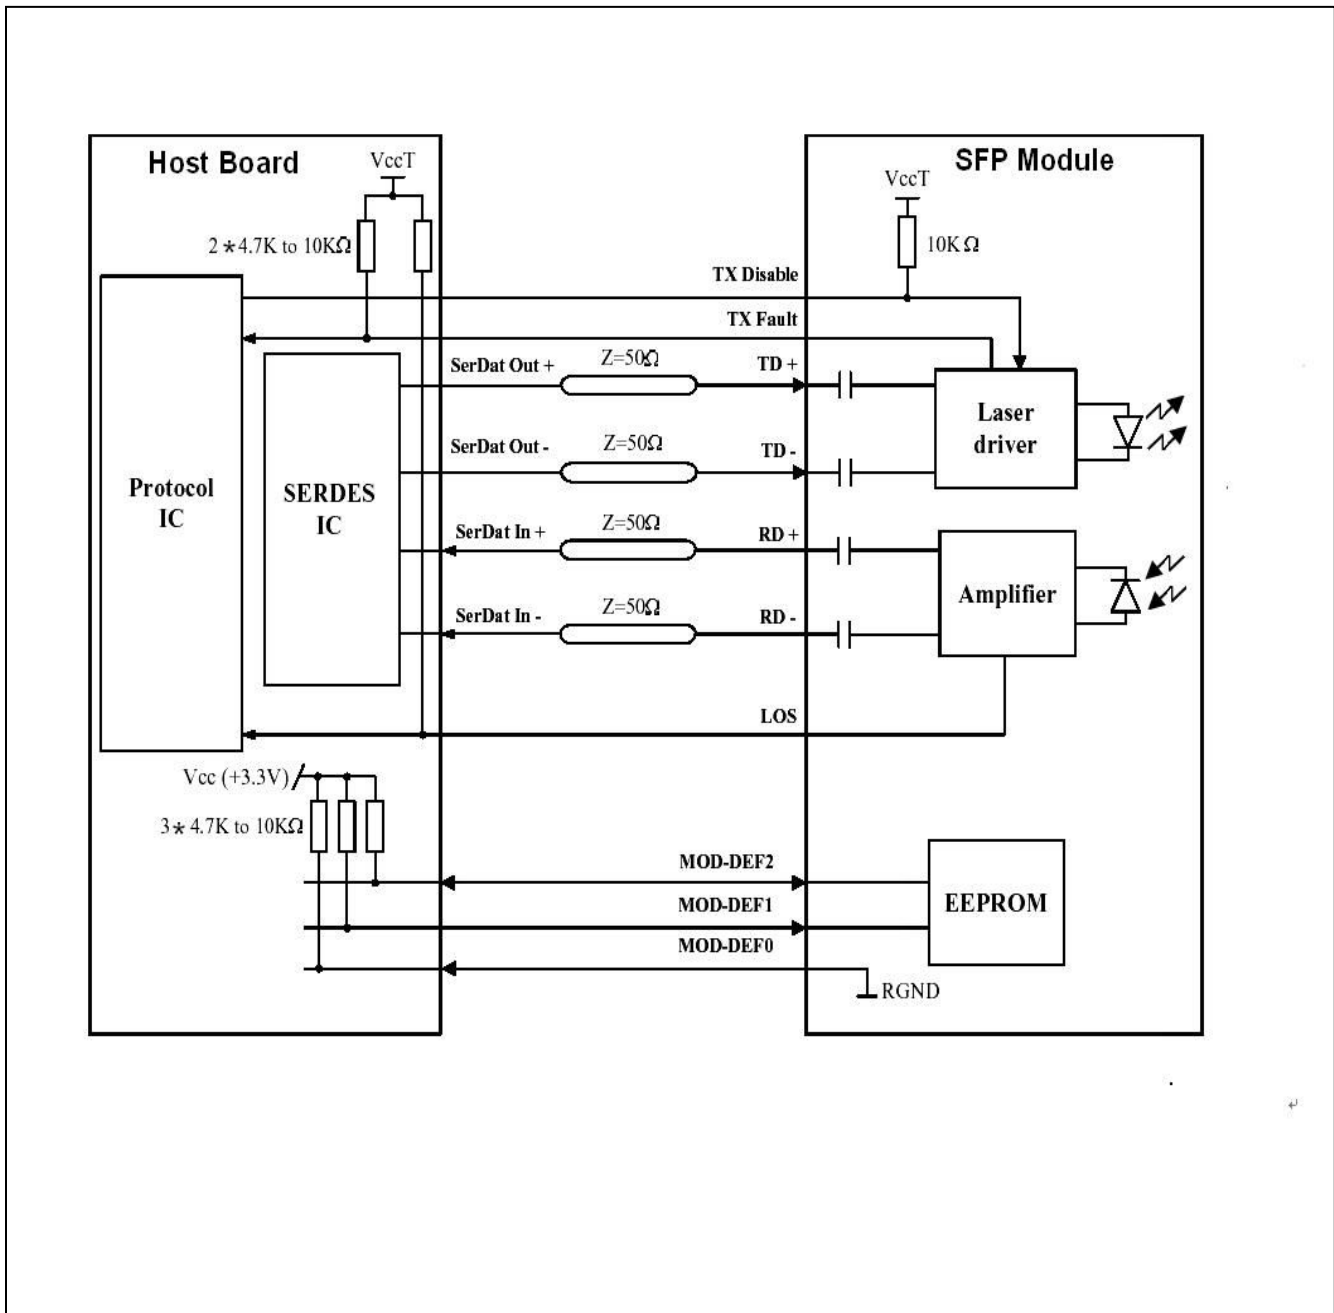 Host Board
VccT
2*4.7K to 10KΩ
SFP Module
VccT
10KΩ
TX Disable
TX Fault
SerDat Out +
Z=50Ω
TD +
SerDat Out -
Z=50Ω
TD -
SerDat In +
Z=50Ω
RD +
SerDat In -
Z=50Ω
RD -
Protocol
IC
SERDES
IC
Laser
driver
Amplifier
LOS
Vcc (+3.3V)
3*4.7K to 10KΩ
MOD-DEF2
MOD-DEF1
MOD-DEF0
EEPROM
RGND